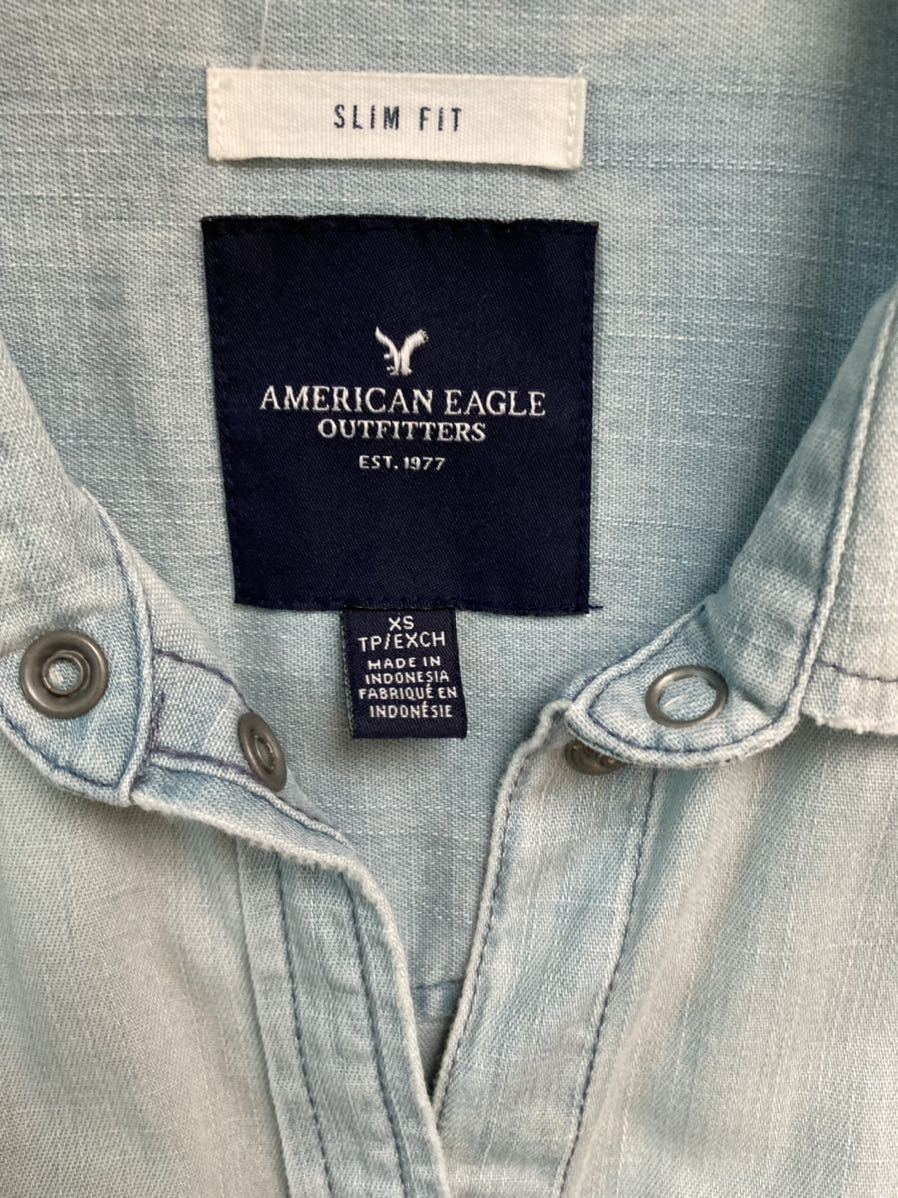 SLIM FIT
AMERICAN EAGLE
OUTFITTERS
EST. 1977
XS
TP/EXCH
MADE IN
INDONESIA
FABRIQUÉ EN
INDONÉSIE